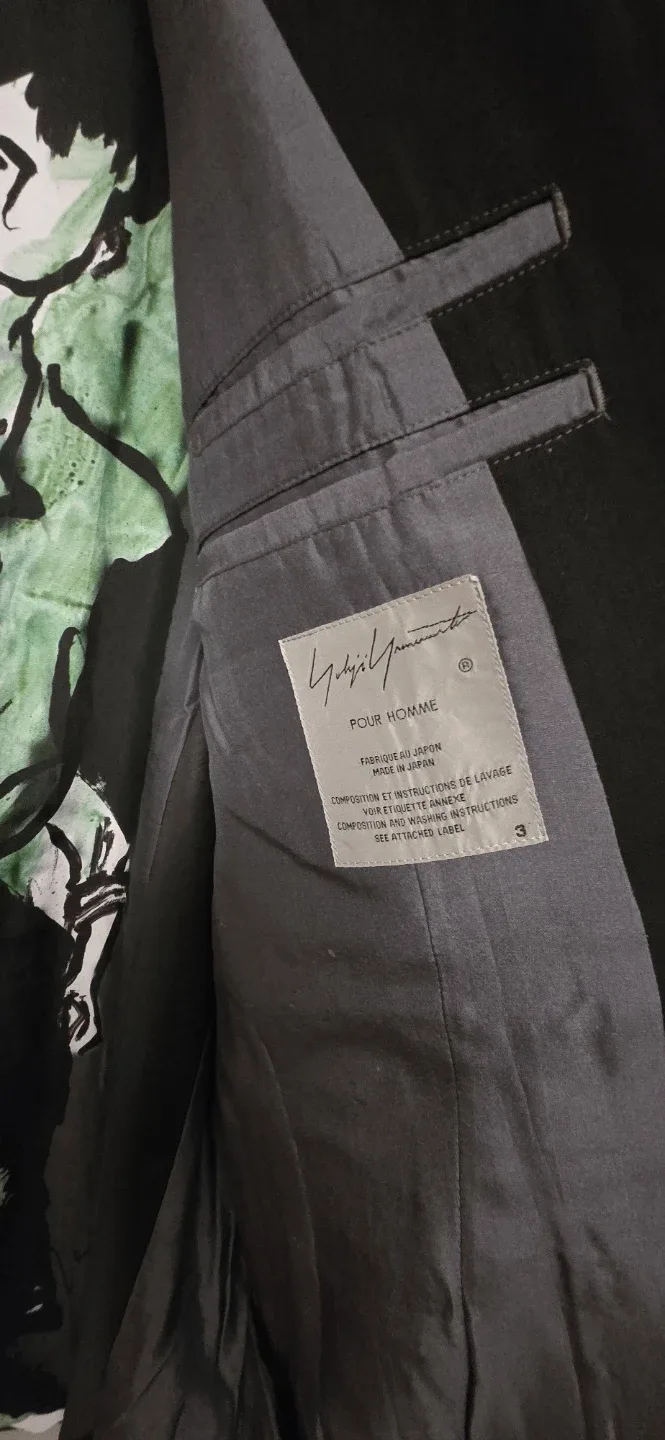 Yohji Yamamoto
®
POUR HOMME
FABRIQUE AU JAPON
MADE IN JAPAN
COMPOSITION ET INSTRUCTIONS DE LAVAGE
VOIR ETIQUETTE ANNEXE
COMPOSITION AND WASHING INSTRUCTIONS
SEE ATTACHED LABEL
3